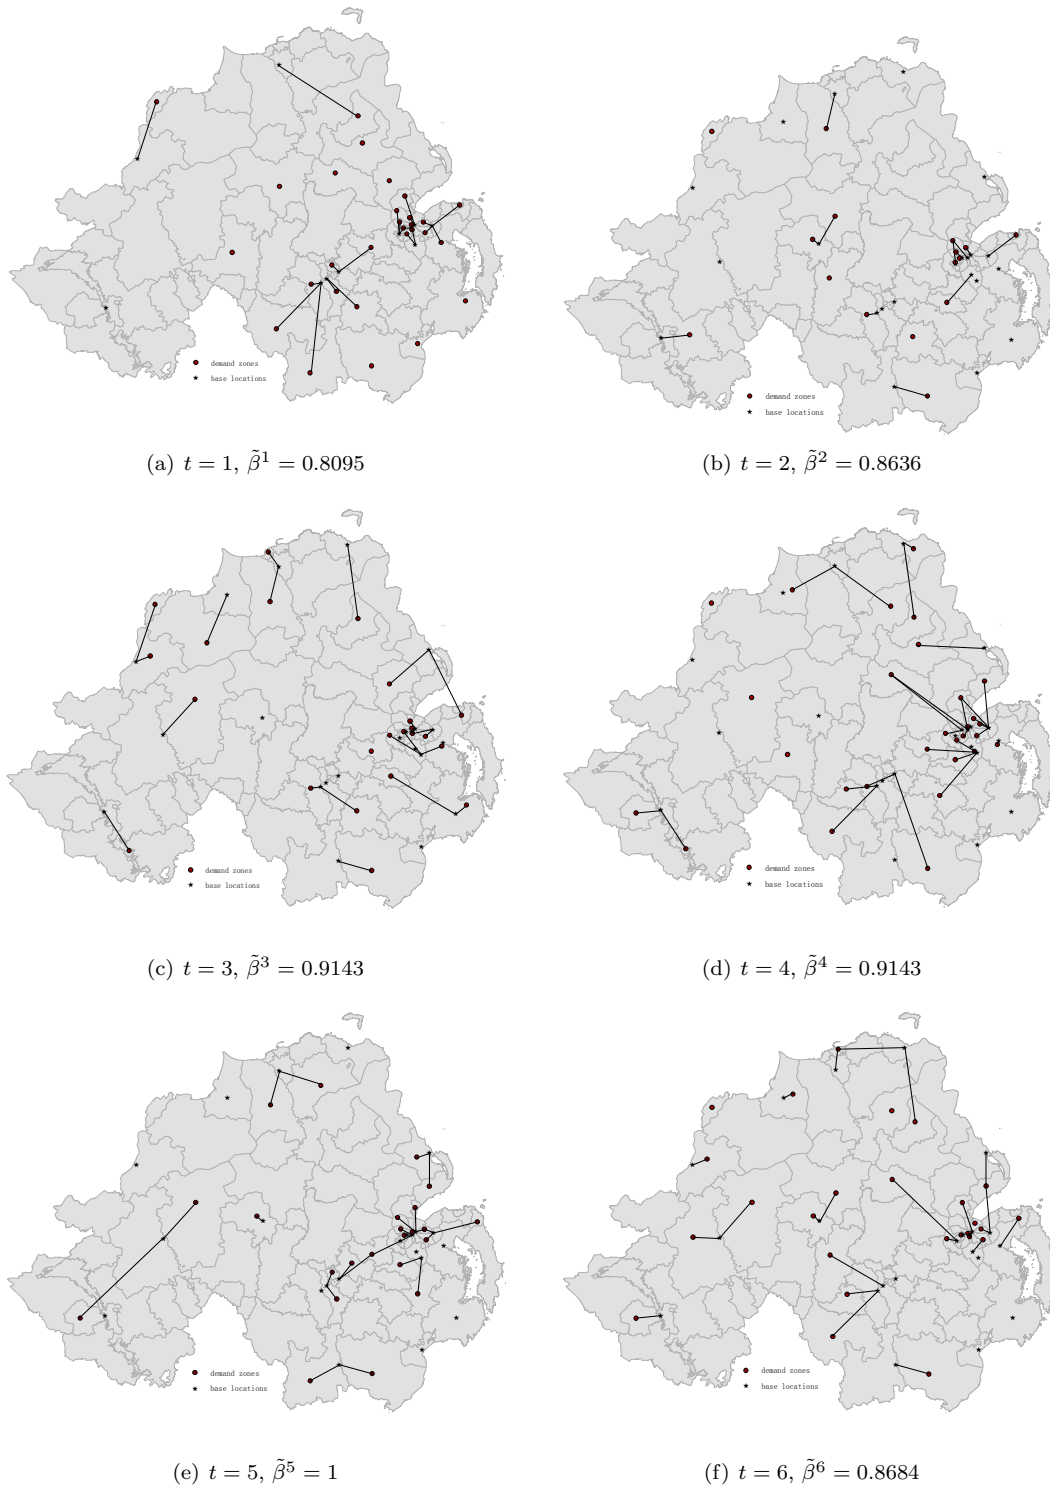 demand zones
base locations
demand zones
base locations
(a) t = 1, β̃¹ = 0.8095
(b) t = 2, β̃² = 0.8636
demand zones
base locations
demand zones
base locations
(c) t = 3, β̃³ = 0.9143
(d) t = 4, β̃⁴ = 0.9143
demand zones
base locations
demand zones
base locations
(e) t = 5, β̃⁵ = 1
(f) t = 6, β̃⁶ = 0.8684